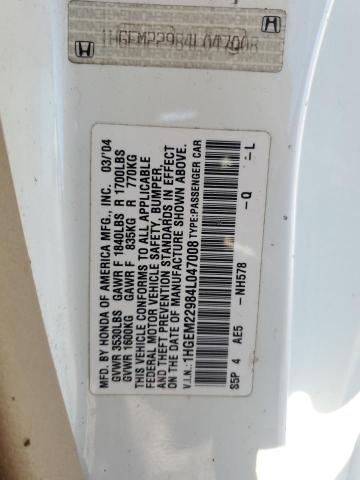 1HGEM22984L047008
MFD. BY HONDA OF AMERICA MFG., INC. 03/'04
GVWR 3530LBS GAWR F 1840LBS R 1700LBS
GVWR 1600KG GAWR F 835KG R 770KG
THIS VEHICLE CONFORMS TO ALL APPLICABLE
FEDERAL MOTOR VEHICLE SAFETY, BUMPER,
AND THEFT PREVENTION STANDARDS IN EFFECT
ON THE DATE OF MANUFACTURE SHOWN ABOVE.
V.I.N.: 1HGEM22984L047008 TYPE: PASSENGER CAR
S5P 4 AE5 - NH578 - Q - L